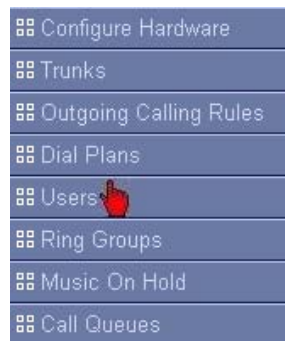 Configure Hardware
Trunks
Outgoing Calling Rules
Dial Plans
Users
Ring Groups
Music On Hold
Call Queues